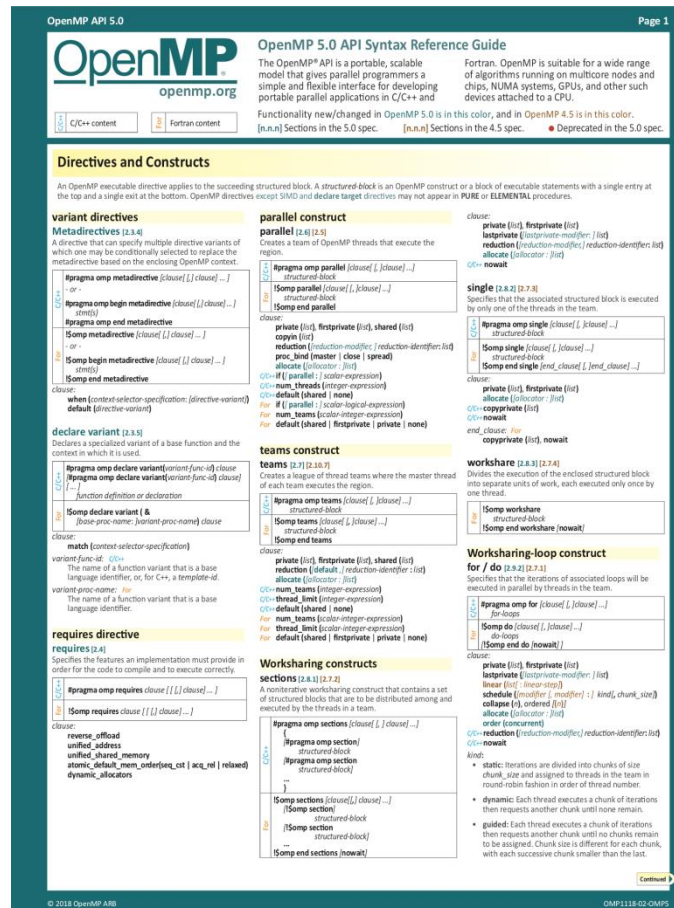 OpenMP API 5.0
Page 1
OpenMP®
openmp.org
C/C++ C/C++ content
For Fortran content
OpenMP 5.0 API Syntax Reference Guide
The OpenMP® API is a portable, scalable
model that gives parallel programmers a
simple and flexible interface for developing
portable parallel applications in C/C++ and
Fortran. OpenMP is suitable for a wide range
of algorithms running on multicore nodes and
chips, NUMA systems, GPUs, and other such
devices attached to a CPU.
Functionality new/changed in OpenMP 5.0 is in this color, and in OpenMP 4.5 is in this color.
[n.n.n] Sections in the 5.0 spec. [n.n.n] Sections in the 4.5 spec. ● Deprecated in the 5.0 spec.
Directives and Constructs
An OpenMP executable directive applies to the succeeding structured block. A structured-block is an OpenMP construct or a block of executable statements with a single entry at
the top and a single exit at the bottom. OpenMP directives except SIMD and declare target directives may not appear in PURE or ELEMENTAL procedures.
variant directives
Metadirectives [2.3.4]
A directive that can specify multiple directive variants of
which one may be conditionally selected to replace the
metadirective based on the enclosing OpenMP context.
C/C++
#pragma omp metadirective [clause[ [,] clause] ... ]
- or -
#pragma omp begin metadirective [clause[ [,]clause] ... ]
stmt(s)
#pragma omp end metadirective
For
!$omp metadirective [clause[ [,] clause] ... ]
- or -
!$omp begin metadirective [clause[ [,] clause] ... ]
stmt(s)
!$omp end metadirective
clause:
when (context-selector-specification: [directive-variant])
default (directive-variant)
declare variant [2.3.5]
Declares a specialized variant of a base function and the
context in which it is used.
C/C++
#pragma omp declare variant(variant-func-id) clause
[#pragma omp declare variant(variant-func-id) clause]
[ ... ]
function definition or declaration
For
!$omp declare variant ( &
[base-proc-name: ]variant-proc-name) clause
clause:
match (context-selector-specification)
variant-func-id: C/C++
The name of a function variant that is a base
language identifier, or, for C++, a template-id.
variant-proc-name: For
The name of a function variant that is a base
language identifier.
requires directive
requires [2.4]
Specifies the features an implementation must provide in
order for the code to compile and to execute correctly.
C/C++
#pragma omp requires clause [ [ [,] clause] ... ]
For
!$omp requires clause [ [ [,] clause] ... ]
clause:
reverse_offload
unified_address
unified_shared_memory
atomic_default_mem_order(seq_cst | acq_rel | relaxed)
dynamic_allocators
parallel construct
parallel [2.6] [2.5]
Creates a team of OpenMP threads that execute the
region.
C/C++
#pragma omp parallel [clause[ [, ]clause] ...]
structured-block
For
!$omp parallel [clause[ [, ]clause] ...]
structured-block
!$omp end parallel
clause:
private (list), firstprivate (list), shared (list)
copyin (list)
reduction ([reduction-modifier, ] reduction-identifier: list)
proc_bind (master | close | spread)
allocate ([allocator : ]list)
C/C++ if ([ parallel : ] scalar-expression)
C/C++ num_threads (integer-expression)
C/C++ default (shared | none)
For if ([ parallel : ] scalar-logical-expression)
For num_teams (scalar-integer-expression)
For default (shared | firstprivate | private | none)
teams construct
teams [2.7] [2.10.7]
Creates a league of thread teams where the master thread
of each team executes the region.
C/C++
#pragma omp teams [clause[ [, ]clause] ...]
structured-block
For
!$omp teams [clause[ [, ]clause] ...]
structured-block
!$omp end teams
clause:
private (list), firstprivate (list), shared (list)
reduction ([default ,] reduction-identifier : list)
allocate ([allocator : ]list)
C/C++ num_teams (integer-expression)
C/C++ thread_limit (integer-expression)
C/C++ default (shared | none)
For num_teams (scalar-integer-expression)
For thread_limit (scalar-integer-expression)
For default (shared | firstprivate | private | none)
Worksharing constructs
sections [2.8.1] [2.7.2]
A noniterative worksharing construct that contains a set
of structured blocks that are to be distributed among and
executed by the threads in a team.
C/C++
#pragma omp sections [clause[ [, ] clause] ...]
{
[#pragma omp section]
structured-block
[#pragma omp section
structured-block]
...
}
For
!$omp sections [clause[[,] clause] ...]
[!$omp section]
structured-block
[!$omp section
structured-block]
...
!$omp end sections [nowait]
clause:
private (list), firstprivate (list)
lastprivate ([lastprivate-modifier: ] list)
reduction ([reduction-modifier,] reduction-identifier: list)
allocate ([allocator : ]list)
C/C++ nowait
single [2.8.2] [2.7.3]
Specifies that the associated structured block is executed
by only one of the threads in the team.
C/C++
#pragma omp single [clause[ [, ]clause] ...]
structured-block
For
!$omp single [clause[ [, ]clause] ...]
structured-block
!$omp end single [end_clause[ [, ]end_clause] ...]
clause:
private (list), firstprivate (list)
allocate ([allocator : ]list)
C/C++ copyprivate (list)
C/C++ nowait
end_clause: For
copyprivate (list), nowait
workshare [2.8.3] [2.7.4]
Divides the execution of the enclosed structured block
into separate units of work, each executed only once by
one thread.
For
!$omp workshare
structured-block
!$omp end workshare [nowait]
Worksharing-loop construct
for / do [2.9.2] [2.7.1]
Specifies that the iterations of associated loops will be
executed in parallel by threads in the team.
C/C++
#pragma omp for [clause[ [, ]clause] ...]
for-loops
For
!$omp do [clause[ [, ]clause] ...]
do-loops
[!$omp end do [nowait] ]
clause:
private (list), firstprivate (list)
lastprivate ([lastprivate-modifier: ] list)
linear (list[ : linear-step])
schedule ([modifier [, modifier] : ] kind[, chunk_size])
collapse (n), ordered [(n)]
allocate ([allocator : ]list)
order (concurrent)
C/C++ reduction ([reduction-modifier,] reduction-identifier: list)
C/C++ nowait
kind:
• static: Iterations are divided into chunks of size
chunk_size and assigned to threads in the team in
round-robin fashion in order of thread number.
• dynamic: Each thread executes a chunk of iterations
then requests another chunk until none remain.
• guided: Each thread executes a chunk of iterations
then requests another chunk until no chunks remain
to be assigned. Chunk size is different for each chunk,
with each successive chunk smaller than the last.
Continued
© 2018 OpenMP ARB
OMP1118-02-OMP5